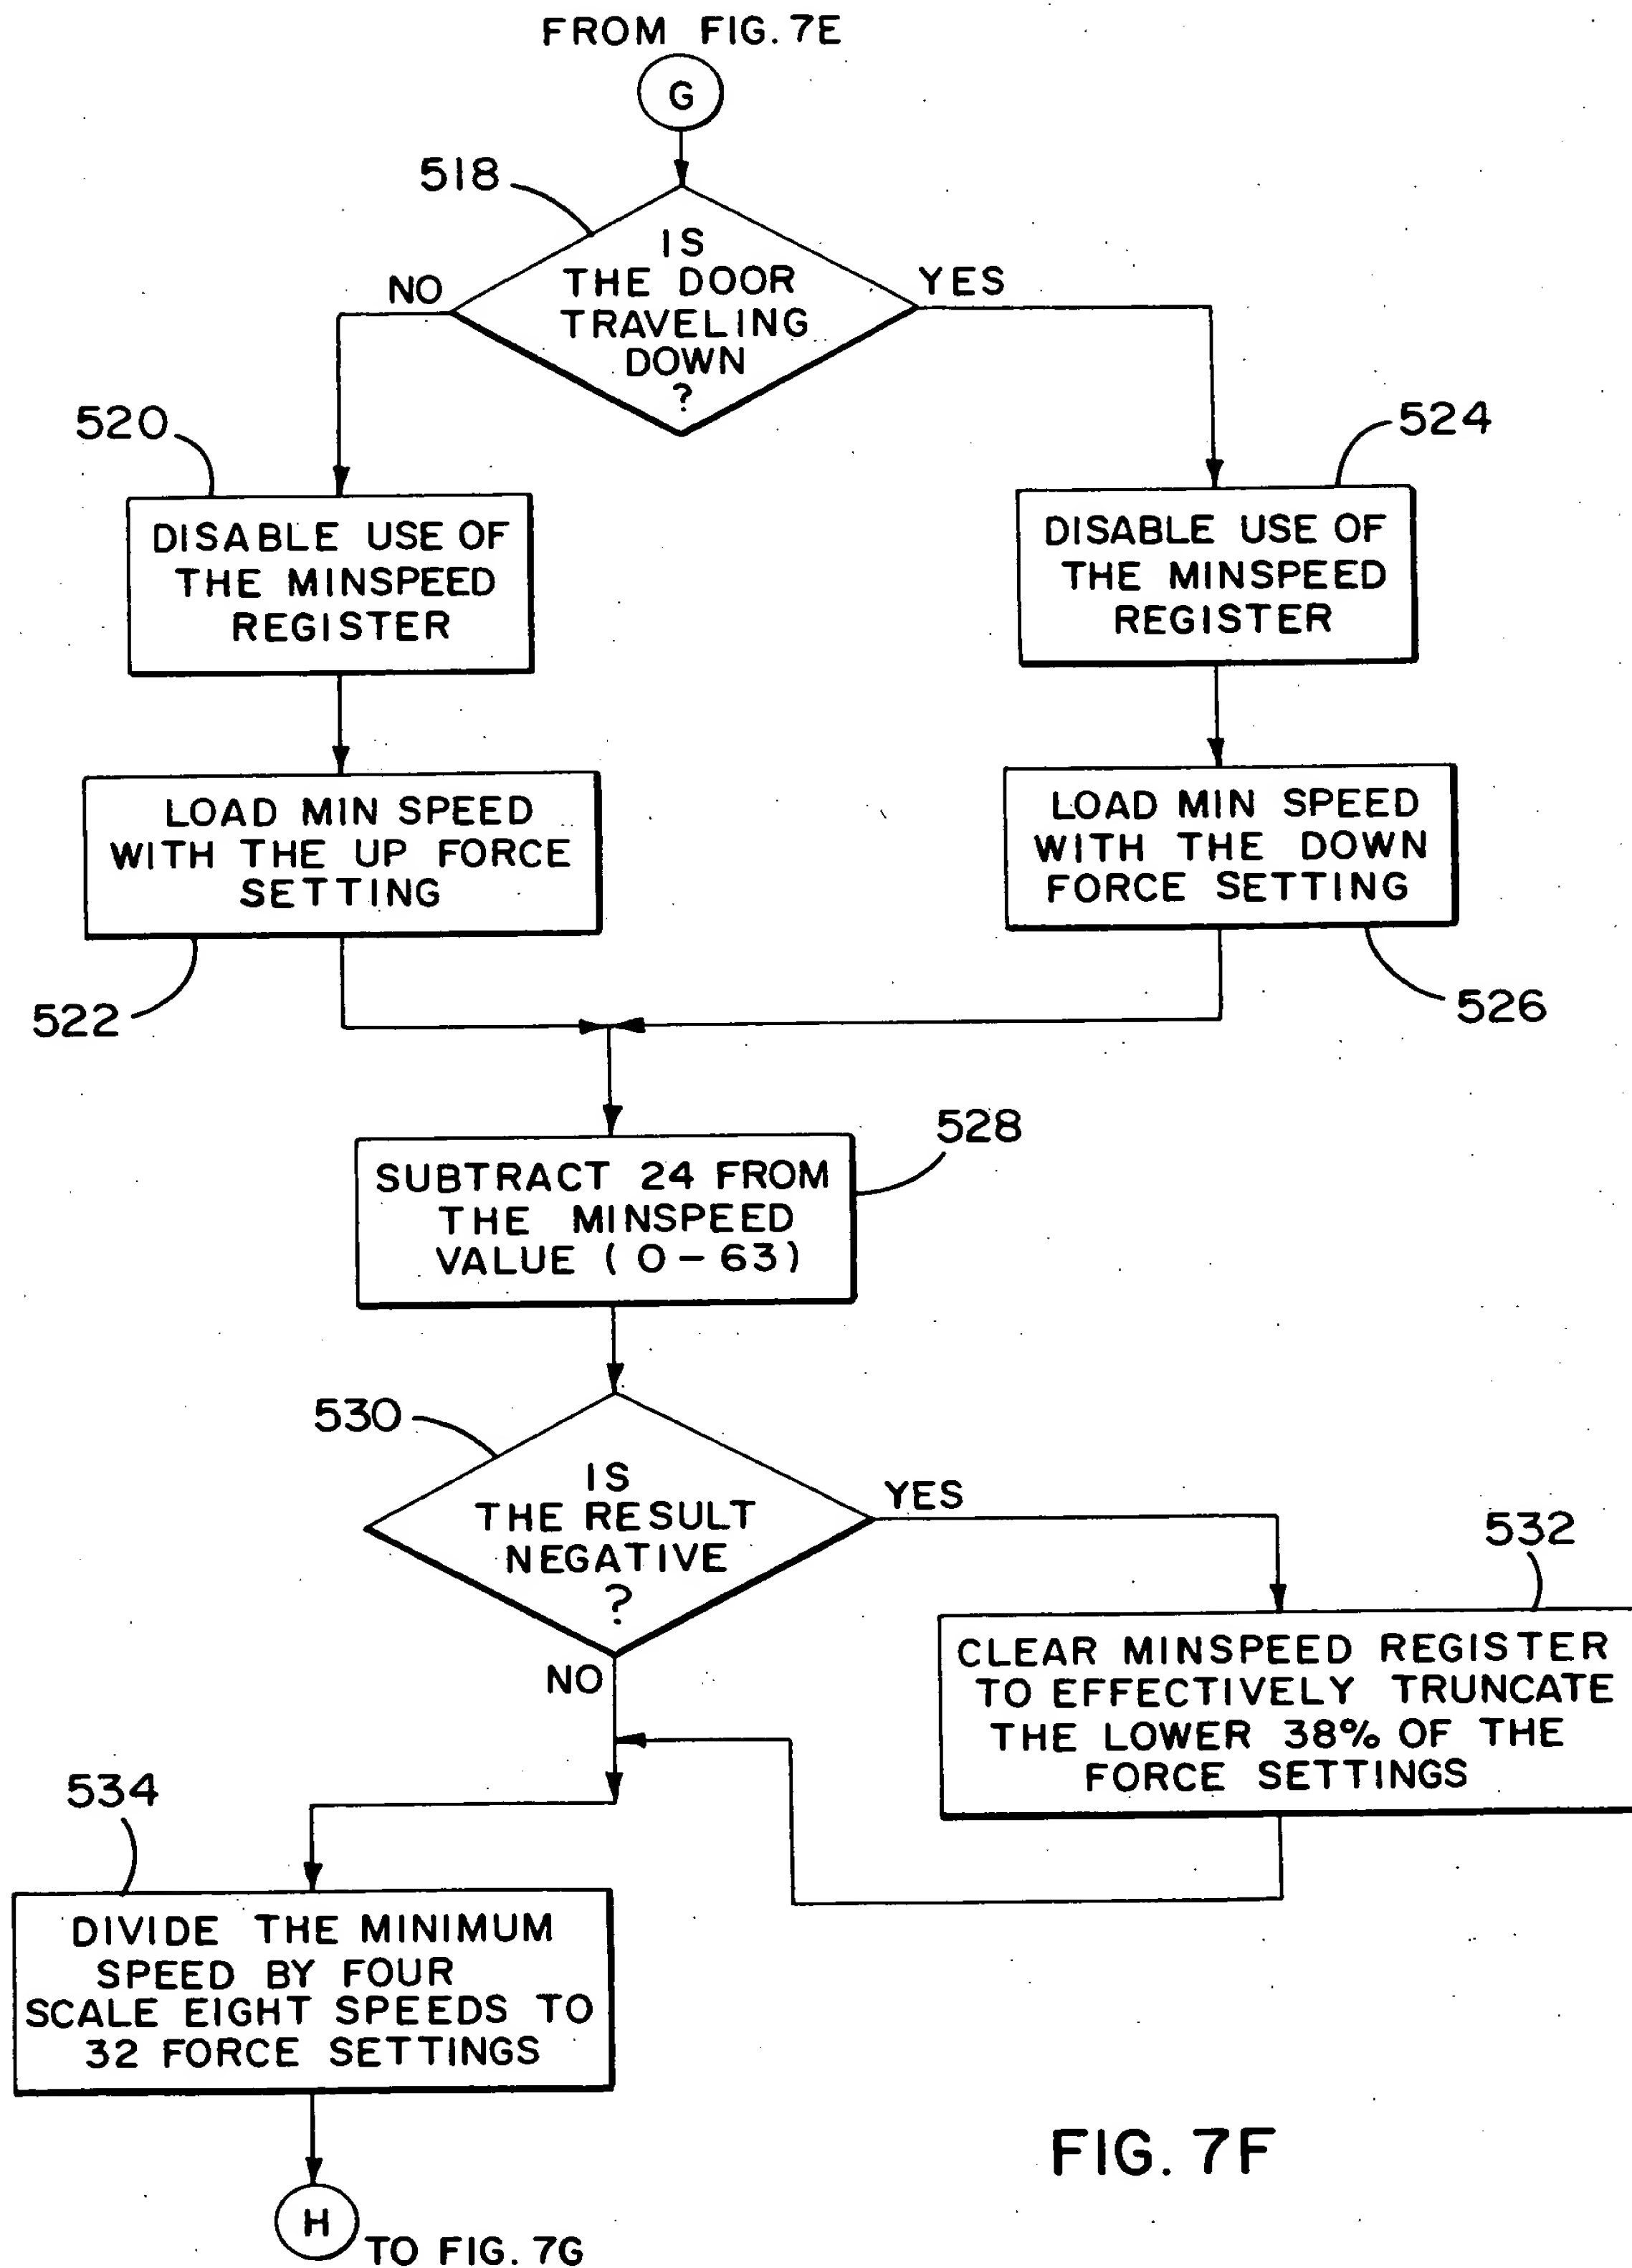 FROM FIG. 7E
G
518
IS
THE DOOR
TRAVELING
DOWN
?
NO
YES
520
524
DISABLE USE OF
THE MINSPEED
REGISTER
DISABLE USE OF
THE MINSPEED
REGISTER
LOAD MIN SPEED
WITH THE UP FORCE
SETTING
LOAD MIN SPEED
WITH THE DOWN
FORCE SETTING
522
526
528
SUBTRACT 24 FROM
THE MINSPEED
VALUE (0-63)
530
IS
THE RESULT
NEGATIVE
?
YES
NO
532
CLEAR MINSPEED REGISTER
TO EFFECTIVELY TRUNCATE
THE LOWER 38% OF THE
FORCE SETTINGS
534
DIVIDE THE MINIMUM
SPEED BY FOUR
SCALE EIGHT SPEEDS TO
32 FORCE SETTINGS
H
TO FIG. 7G
FIG. 7F